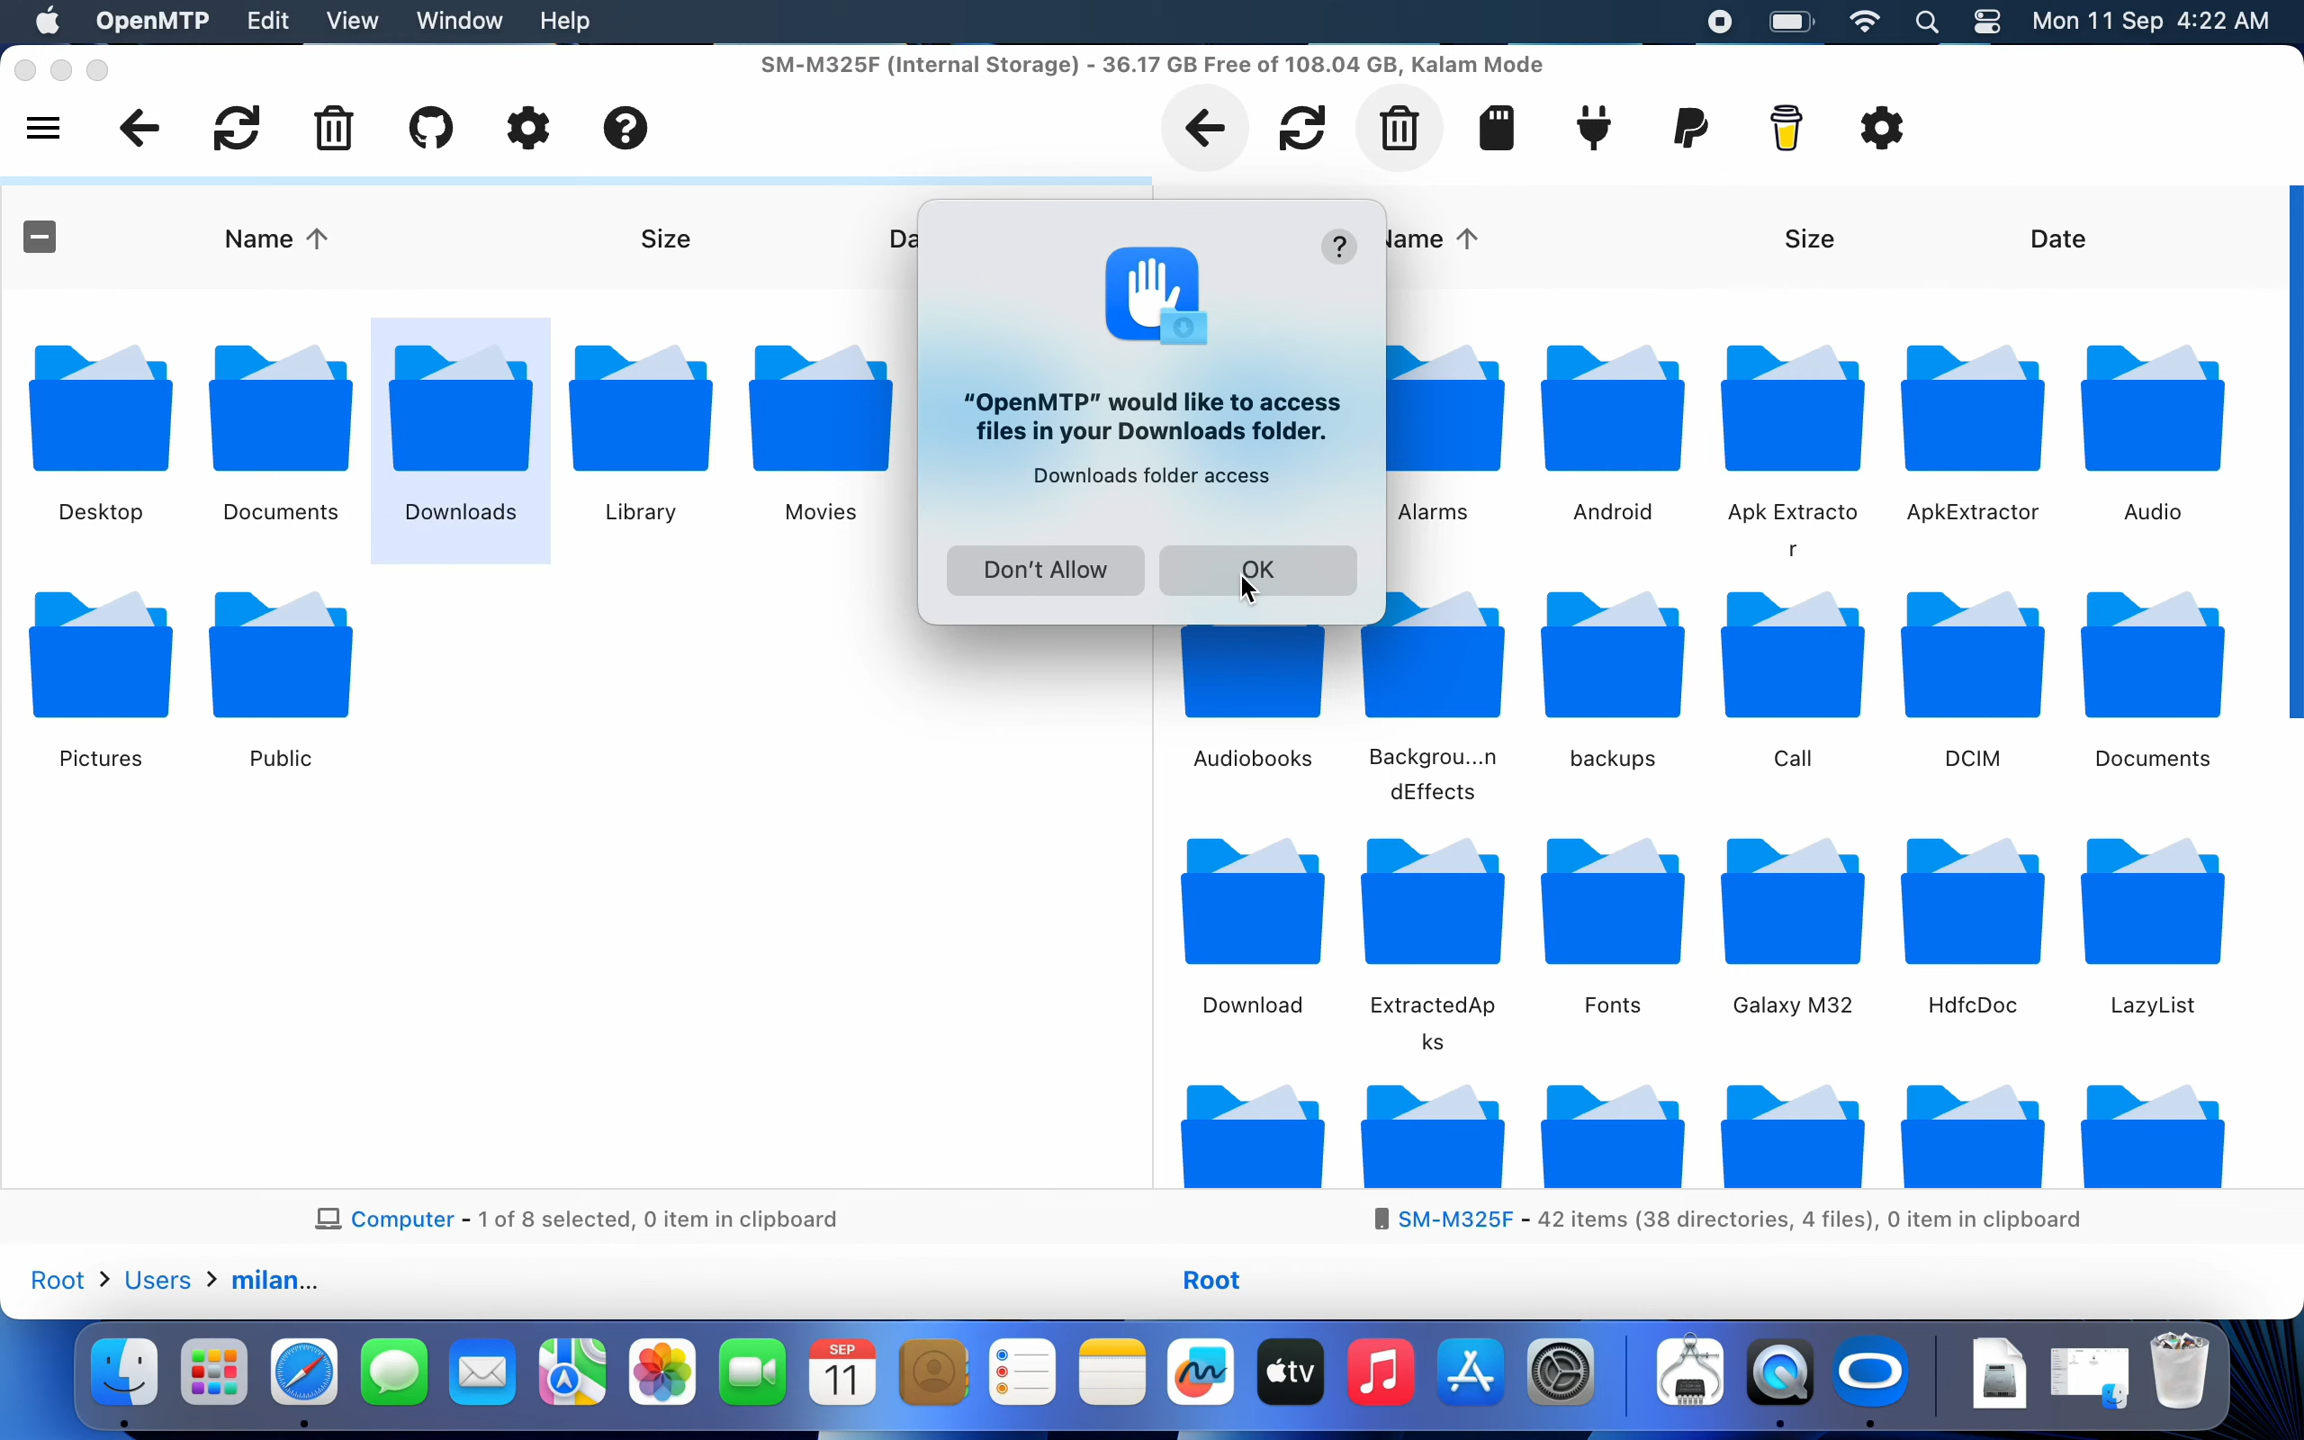 OpenMTP Edit View Window Help Mon 11 Sep 4:22 AM
SM-M325F (Internal Storage) - 36.17 GB Free of 108.04 GB, Kalam Mode
Name Size Da
Name Size Date
?
“OpenMTP” would like to access
files in your Downloads folder.
Downloads folder access
Don’t Allow OK
Desktop Documents Downloads Library Movies
Pictures Public
Alarms Android Apk Extracto ApkExtractor Audio
r
Audiobooks Backgrou...n backups Call DCIM Documents
dEffects
Download ExtractedAp Fonts Galaxy M32 HdfcDoc LazyList
ks
Computer - 1 of 8 selected, 0 item in clipboard
SM-M325F - 42 items (38 directories, 4 files), 0 item in clipboard
Root > Users > milan...
Root
SEP
11
tv